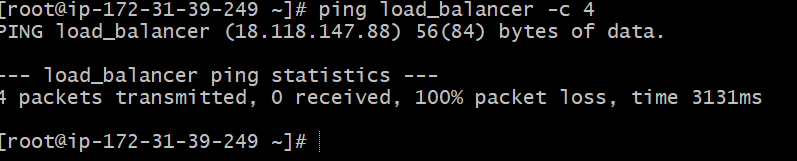 [root@ip-172-31-39-249 ~]# ping load_balancer -c 4
PING load_balancer (18.118.147.88) 56(84) bytes of data.
--- load_balancer ping statistics ---
4 packets transmitted, 0 received, 100% packet loss, time 3131ms
[root@ip-172-31-39-249 ~]#